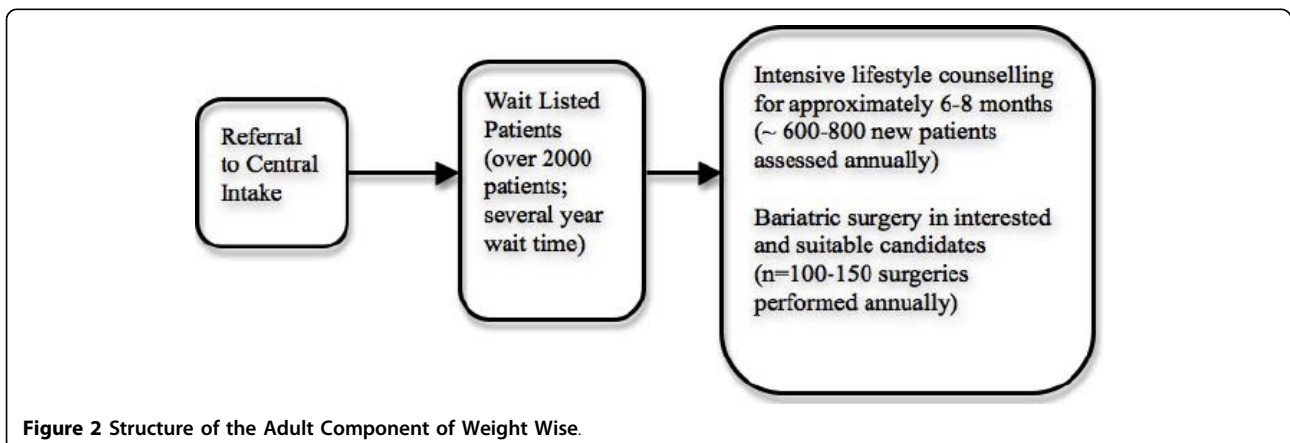 Referral
to Central
Intake
Wait Listed
Patients
(over 2000
patients;
several year
wait time)
Intensive lifestyle counselling
for approximately 6-8 months
(~ 600-800 new patients
assessed annually)
Bariatric surgery in interested
and suitable candidates
(n=100-150 surgeries
performed annually)
Figure 2 Structure of the Adult Component of Weight Wise.